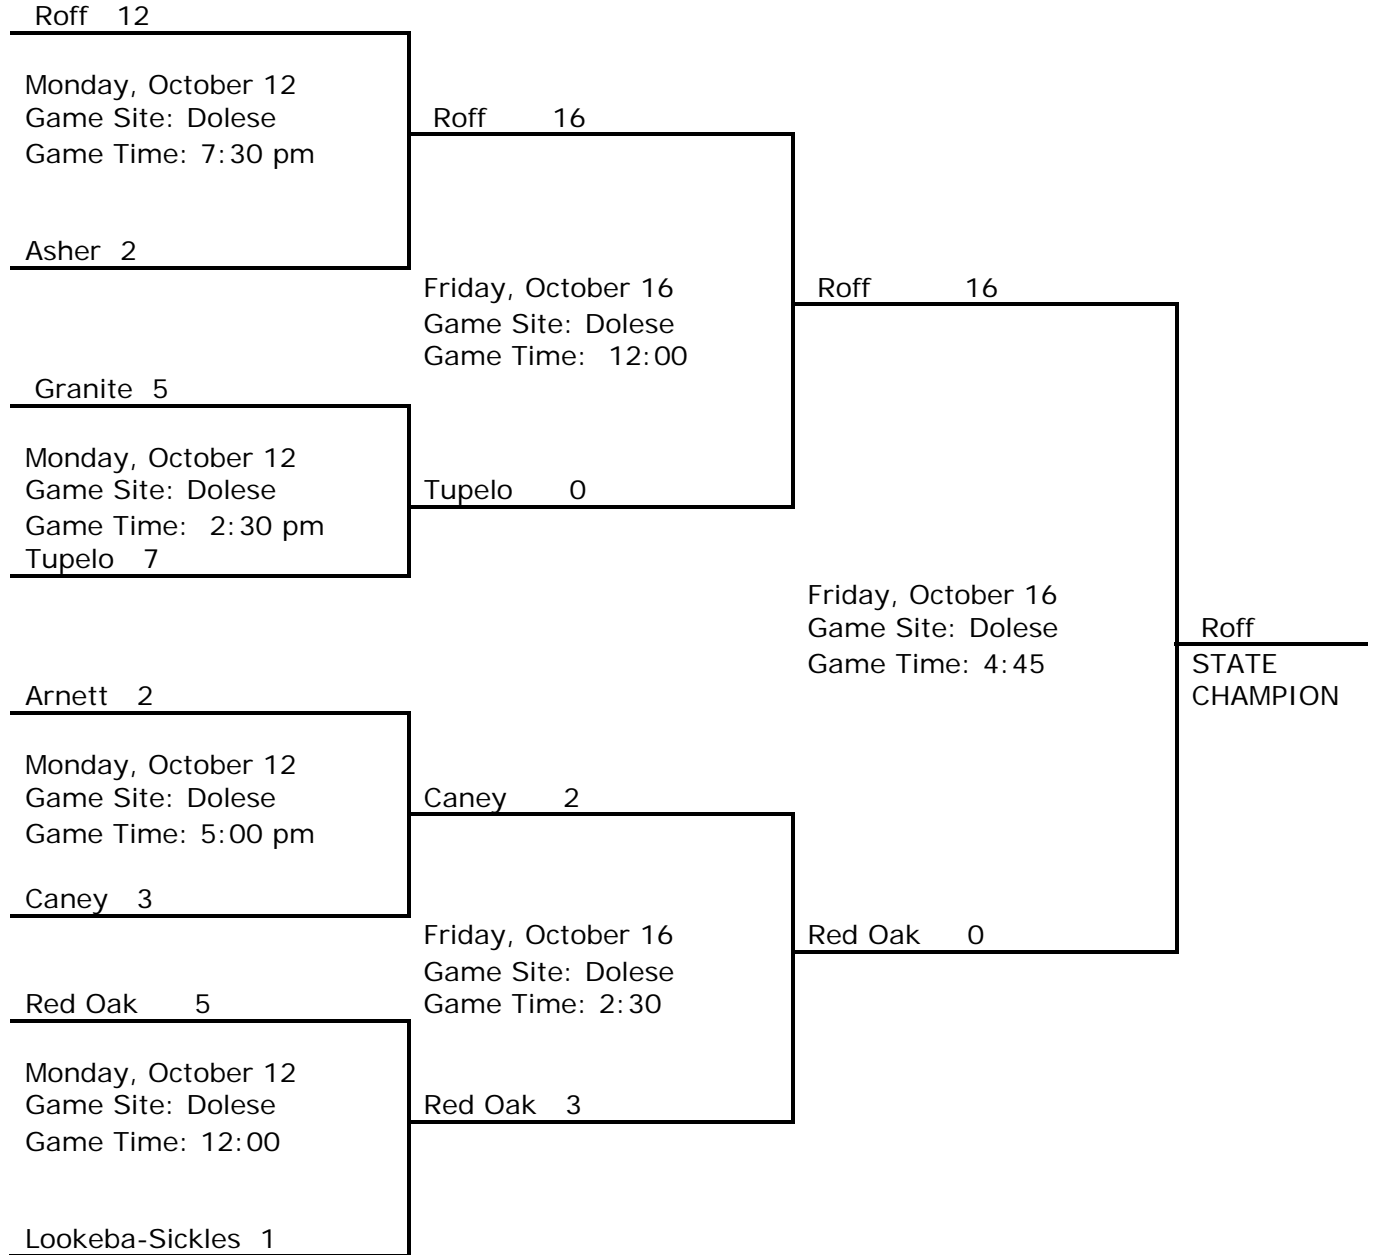 Roff 12
Monday, October 12
Game Site: Dolese
Game Time: 7:30 pm
Asher 2
Granite 5
Monday, October 12
Game Site: Dolese
Game Time: 2:30 pm
Tupelo 7
Arnett 2
Monday, October 12
Game Site: Dolese
Game Time: 5:00 pm
Caney 3
Red Oak 5
Monday, October 12
Game Site: Dolese
Game Time: 12:00
Lookeba-Sickles 1
Roff 16
Friday, October 16
Game Site: Dolese
Game Time: 12:00
Tupelo 0
Caney 2
Friday, October 16
Game Site: Dolese
Game Time: 2:30
Red Oak 3
Roff 16
Friday, October 16
Game Site: Dolese
Game Time: 4:45
Red Oak 0
Roff
STATE
CHAMPION